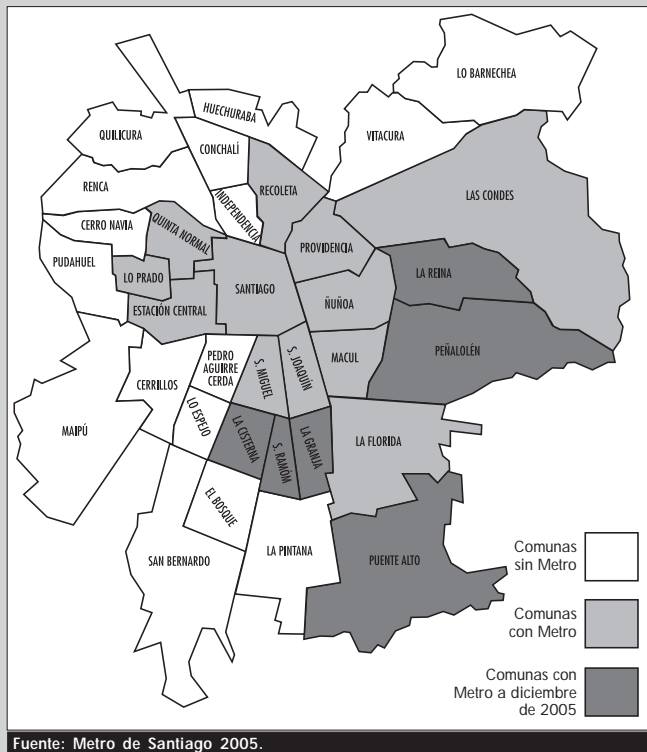 LO BARNECHEA
HUECHURABA
VITACURA
QUILICURA
CONCHALÍ
RENCA
RECOLETA
LAS CONDES
INDEPENDENCIA
CERRO NAVIA
QUINTA NORMAL
PROVIDENCIA
PUDAHUEL
LO PRADO
LA REINA
SANTIAGO
ÑUÑOA
ESTACIÓN CENTRAL
PEÑALOLÉN
PEDRO
AGUIRRE
CERDA
S. MIGUEL
S. JOAQUÍN
MACUL
CERRILLOS
LO ESPEJO
MAIPÚ
LA CISTERNA
S. RAMÓM
LA GRANJA
LA FLORIDA
EL BOSQUE
SAN BERNARDO
LA PINTANA
PUENTE ALTO
Comunas
sin Metro
Comunas
con Metro
Comunas con
Metro a diciembre
de 2005
Fuente: Metro de Santiago 2005.